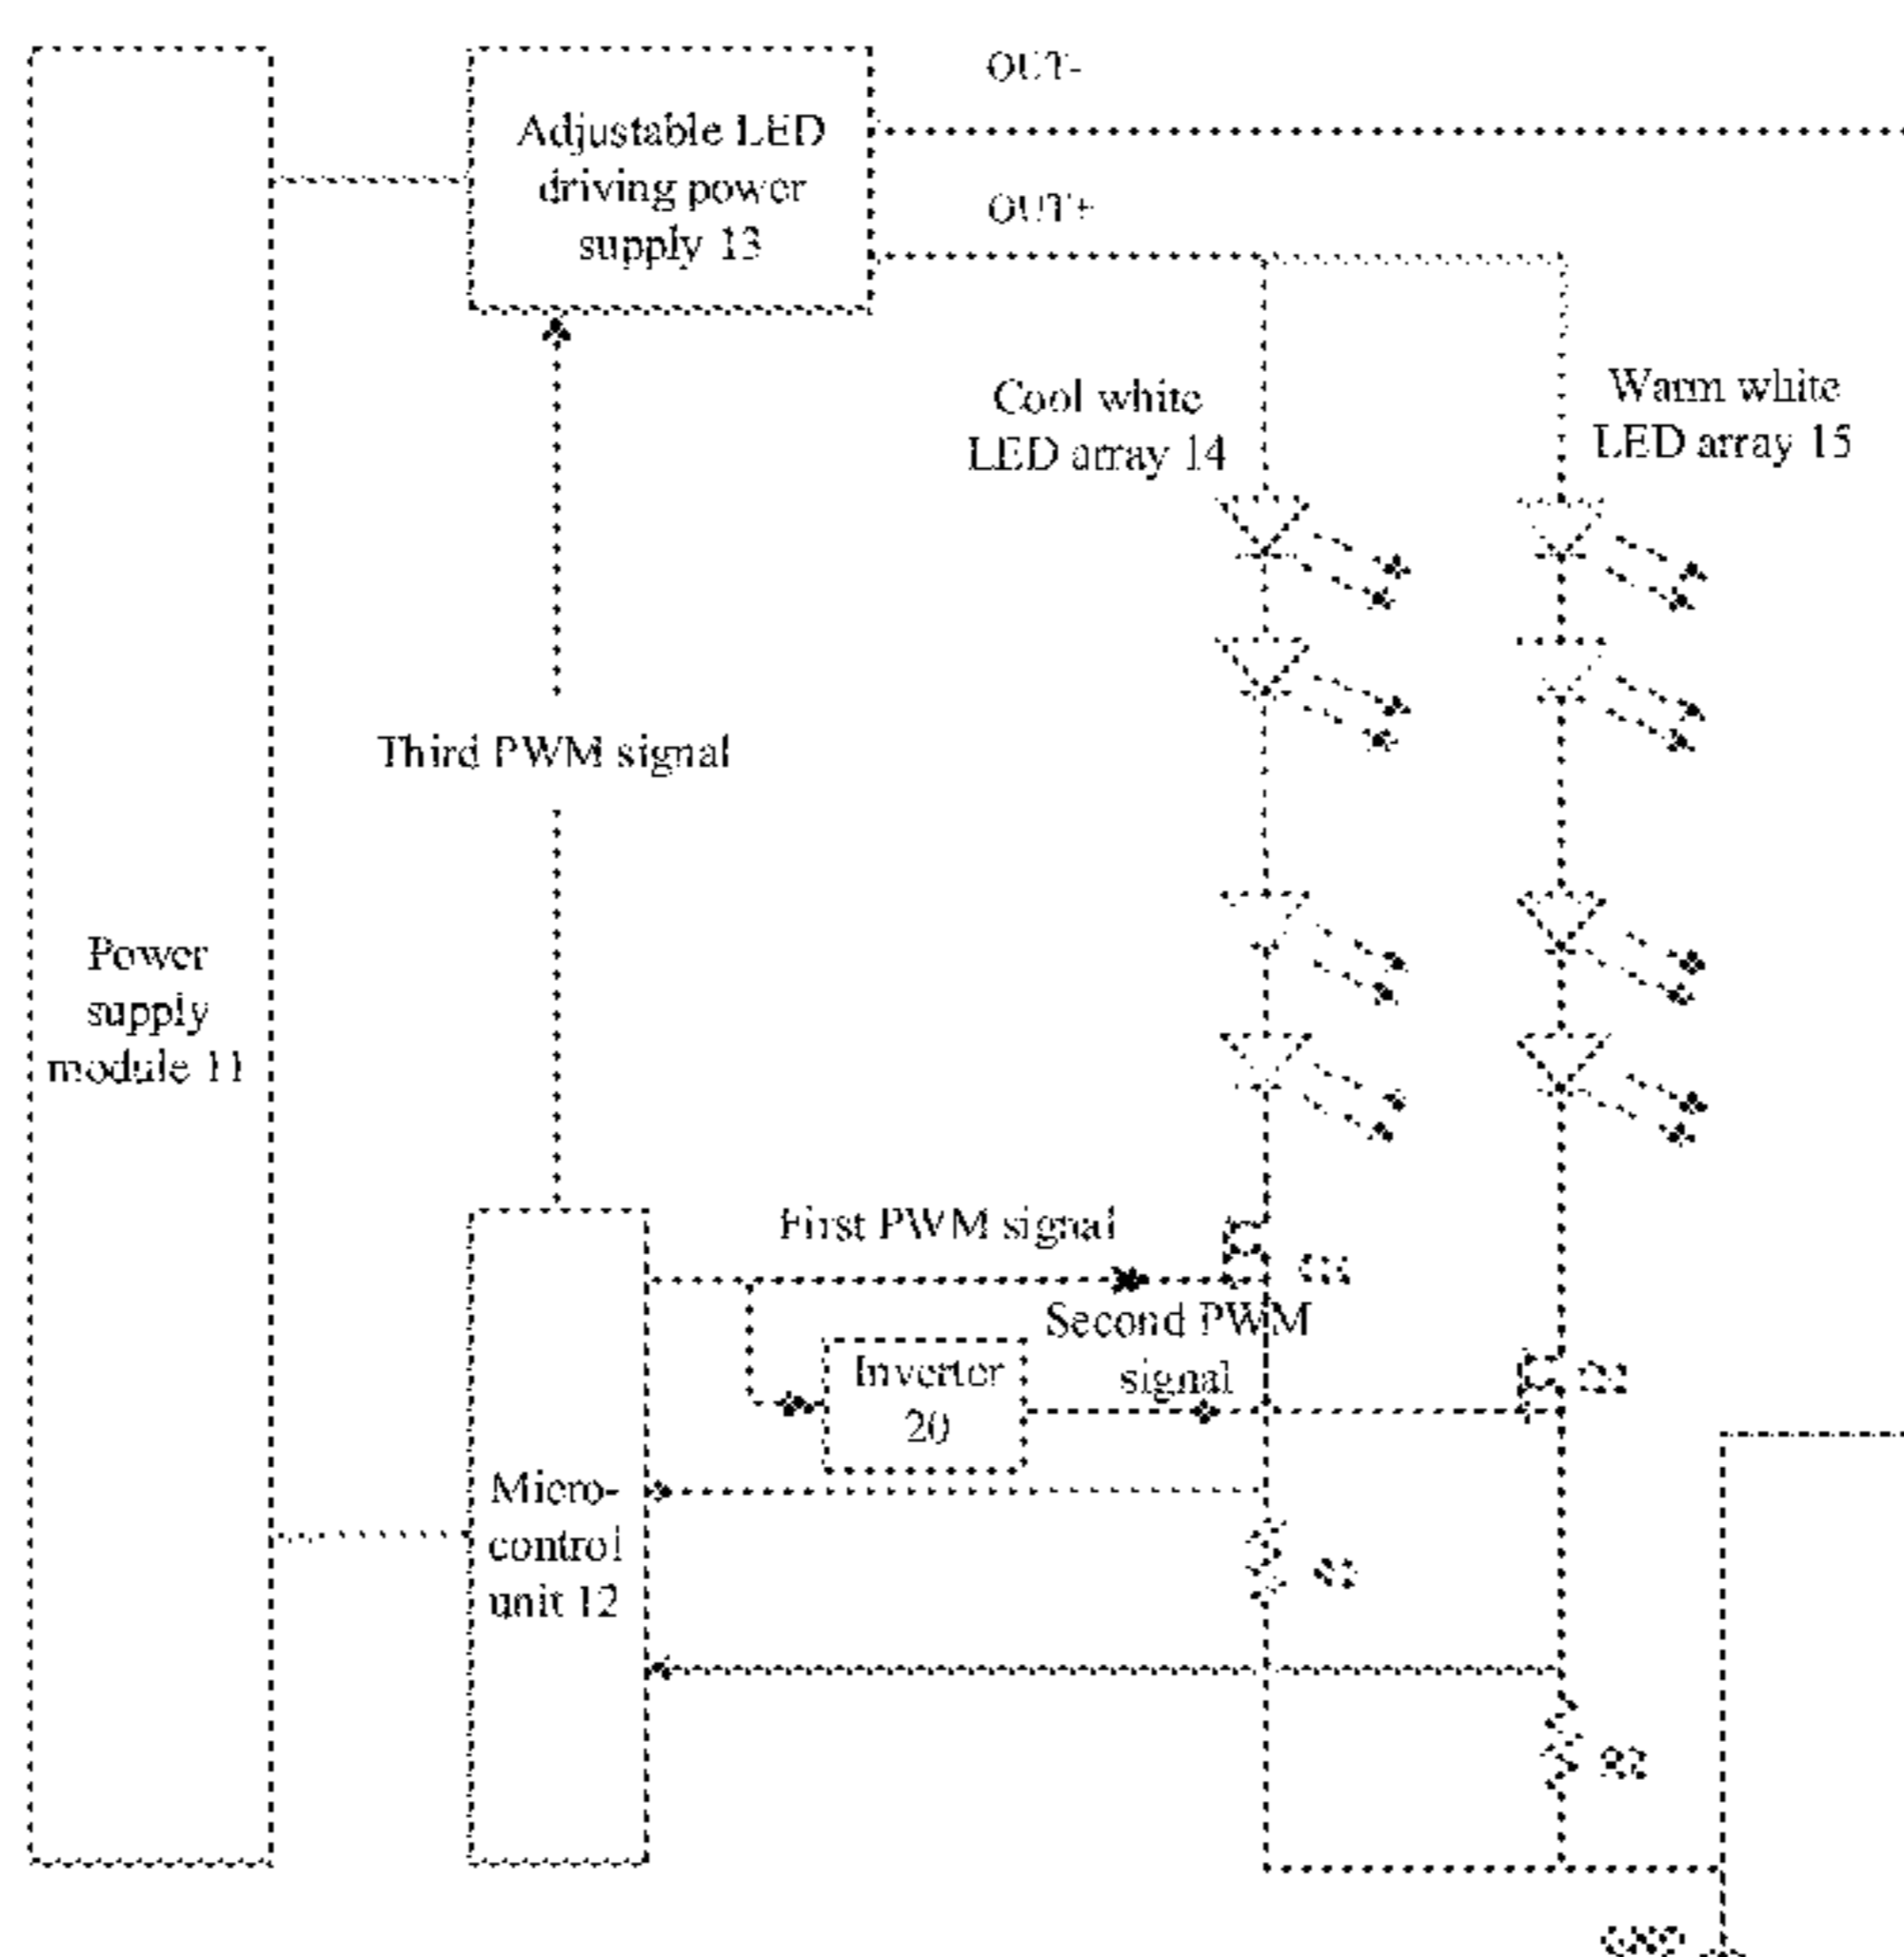 OUT-
Adjustable LED
driving power
supply 13
OUT+
Cool white
LED array 14
Warm white
LED array 15
Third PWM signal
Power
supply
module 11
First PWM signal
Second PWM
signal
Inverter
20
Micro-
control
unit 12
R2